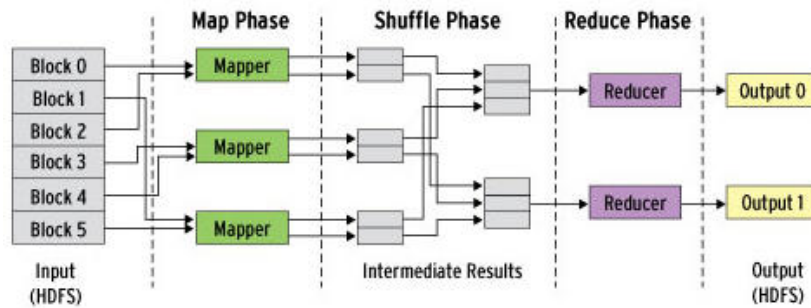 Map Phase
Shuffle Phase
Reduce Phase
Block 0
Block 1
Block 2
Block 3
Block 4
Block 5
Mapper
Mapper
Mapper
Reducer
Reducer
Output 0
Output 1
Input
(HDFS)
Intermediate Results
Output
(HDFS)